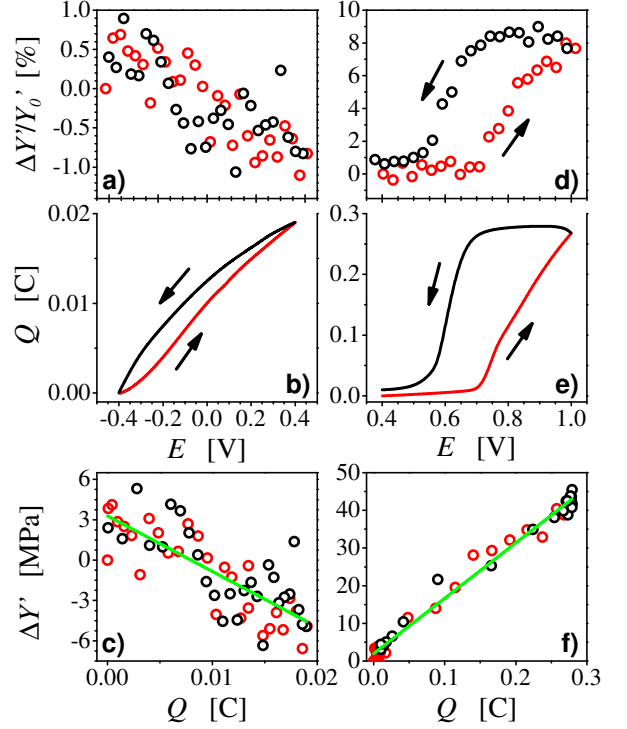 ΔY'/Y₀' [%]
1.0
0.5
0.0
-0.5
-1.0
a)
10
8
6
4
2
0
d)
Q [C]
0.02
0.01
0.00
b)
-0.4 -0.2 0.0 0.2 0.4
E [V]
0.3
0.2
0.1
0.0
e)
0.4 0.6 0.8 1.0
E [V]
ΔY' [MPa]
6
3
0
-3
-6
c)
0.00 0.01 0.02
Q [C]
50
40
30
20
10
0
f)
0.0 0.1 0.2 0.3
Q [C]